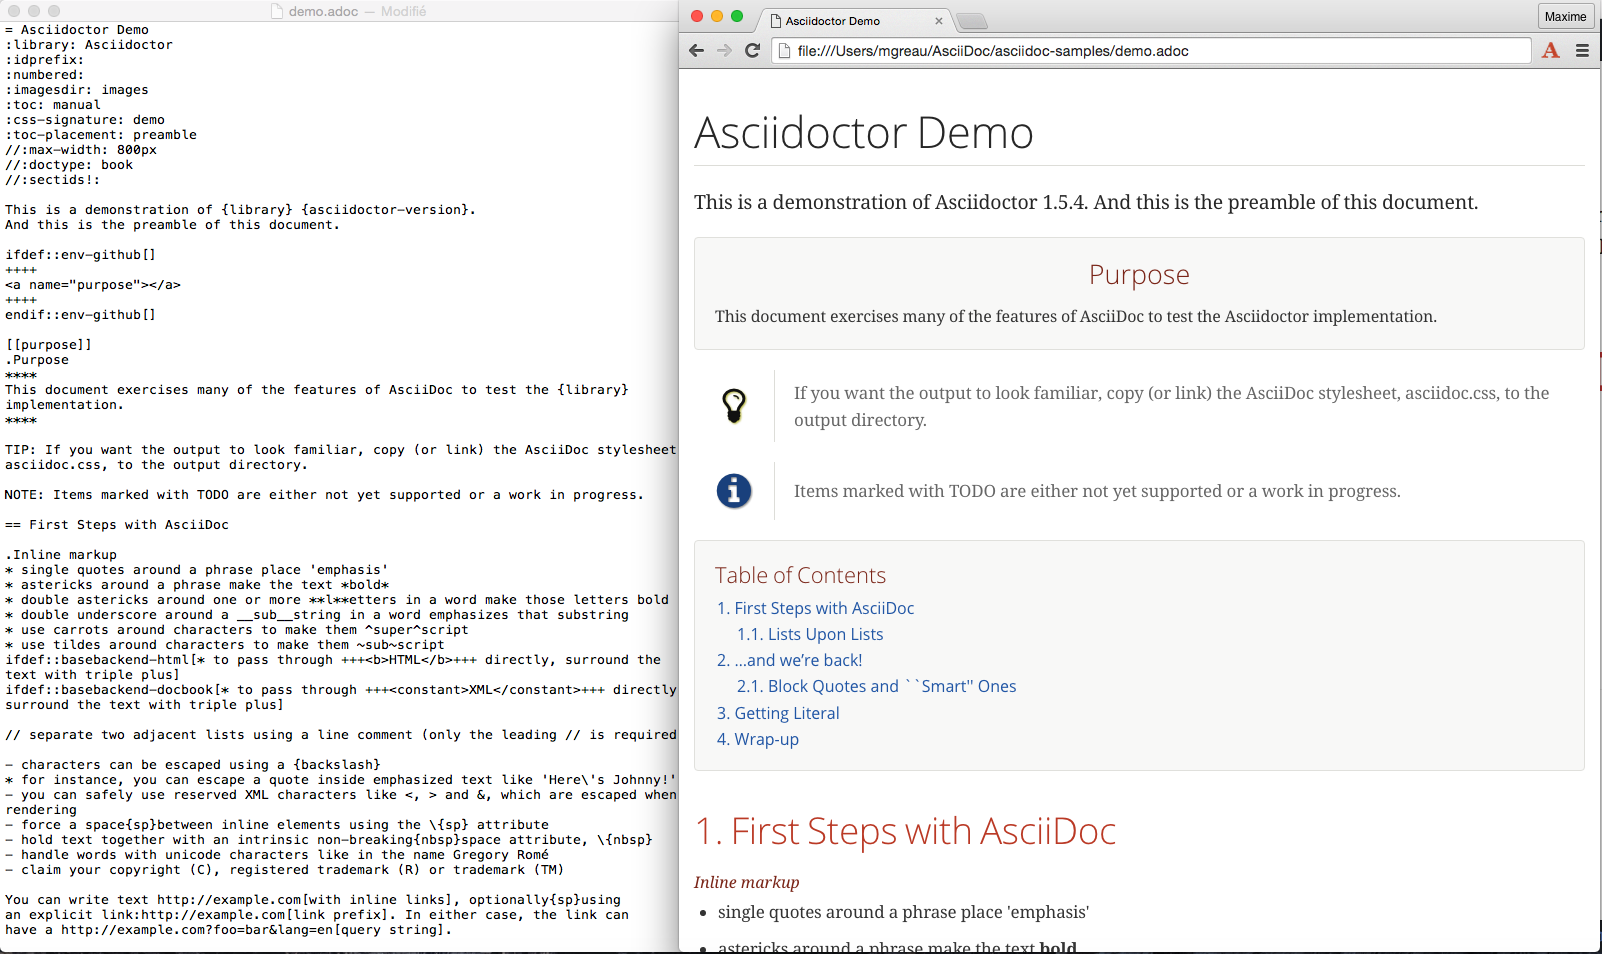 demo.adoc — Modifié
= Asciidoctor Demo
:library: Asciidoctor
:idprefix:
:numbered:
:imagesdir: images
:toc: manual
:css-signature: demo
:toc-placement: preamble
//:max-width: 800px
//:doctype: book
//:sectids!:
This is a demonstration of {library} {asciidoctor-version}.
And this is the preamble of this document.
ifdef::env-github[]
++++
<a name="purpose"></a>
++++
endif::env-github[]
[[purpose]]
.Purpose
****
This document exercises many of the features of AsciiDoc to test the {library}
implementation.
****
TIP: If you want the output to look familiar, copy (or link) the AsciiDoc stylesheet
asciidoc.css, to the output directory.
NOTE: Items marked with TODO are either not yet supported or a work in progress.
== First Steps with AsciiDoc
.Inline markup
* single quotes around a phrase place 'emphasis'
* astericks around a phrase make the text *bold*
* double astericks around one or more **l**etters in a word make those letters bold
* double underscore around a __sub__string in a word emphasizes that substring
* use carrots around characters to make them ^super^script
* use tildes around characters to make them ~sub~script
ifdef::basebackend-html[* to pass through +++<b>HTML</b>+++ directly, surround the
text with triple plus]
ifdef::basebackend-docbook[* to pass through +++<constant>XML</constant>+++ directly
surround the text with triple plus]
// separate two adjacent lists using a line comment (only the leading // is required
- characters can be escaped using a {backslash}
* for instance, you can escape a quote inside emphasized text like 'Here\'s Johnny!'
- you can safely use reserved XML characters like <, > and &, which are escaped when
rendering
- force a space{sp}between inline elements using the \{sp} attribute
- hold text together with an intrinsic non-breaking{nbsp}space attribute, \{nbsp}
- handle words with unicode characters like in the name Gregory Romé
- claim your copyright (C), registered trademark (R) or trademark (TM)
You can write text http://example.com[with inline links], optionally{sp}using
an explicit link:http://example.com[link prefix]. In either case, the link can
have a http://example.com?foo=bar&lang=en[query string].
Asciidoctor Demo
Maxime
file:///Users/mgreau/AsciiDoc/asciidoc-samples/demo.adoc
A
Asciidoctor Demo
This is a demonstration of Asciidoctor 1.5.4. And this is the preamble of this document.
Purpose
This document exercises many of the features of AsciiDoc to test the Asciidoctor implementation.
If you want the output to look familiar, copy (or link) the AsciiDoc stylesheet, asciidoc.css, to the
output directory.
Items marked with TODO are either not yet supported or a work in progress.
Table of Contents
1. First Steps with AsciiDoc
1.1. Lists Upon Lists
2. …and we’re back!
2.1. Block Quotes and ``Smart'' Ones
3. Getting Literal
4. Wrap-up
1. First Steps with AsciiDoc
Inline markup
• single quotes around a phrase place 'emphasis'
• astericks around a phrase make the text bold